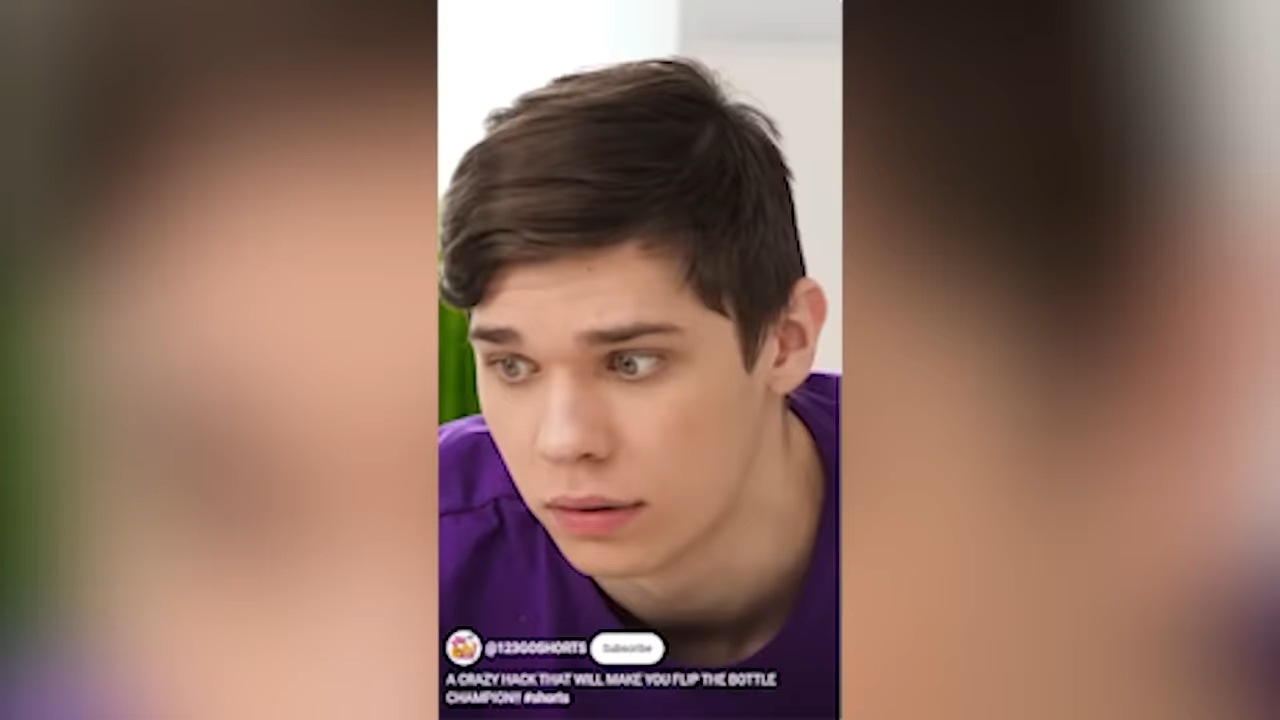 @123GOSHORTS Subscribe
A CRAZY HACK THAT WILL MAKE YOU FLIP THE BOTTLE
CHAMPION!! #shorts